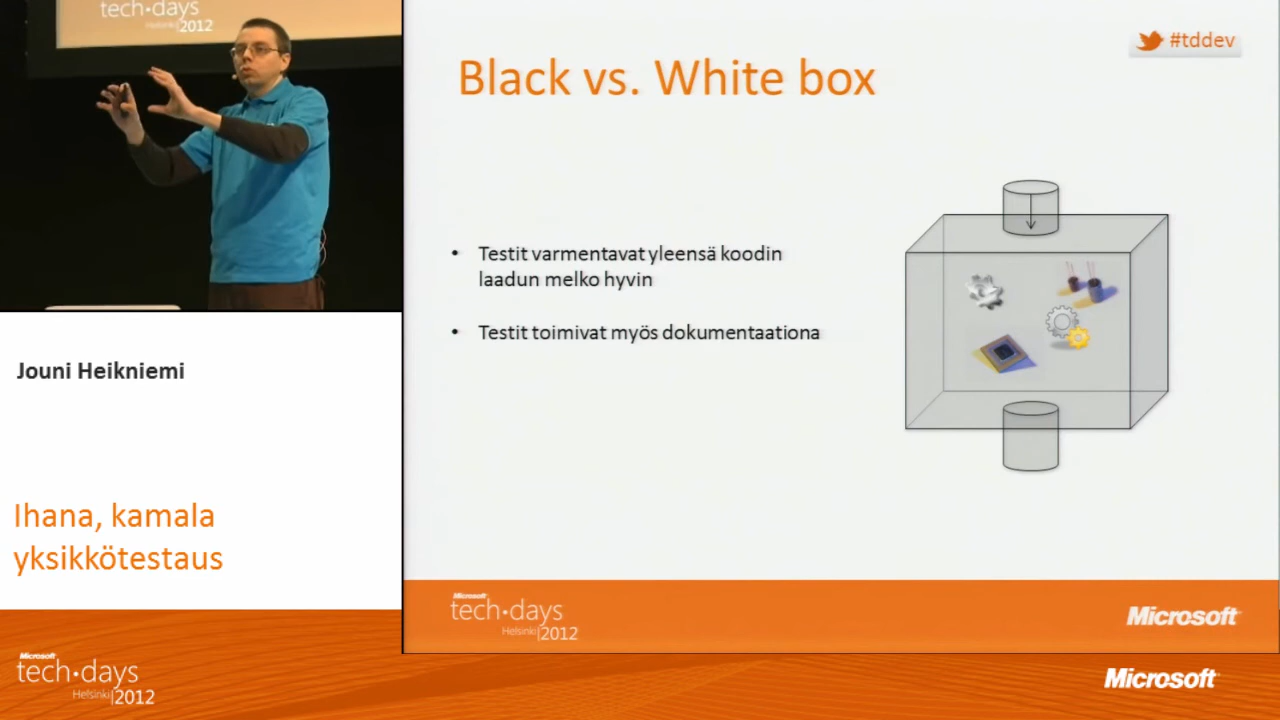 tech·days
Helsinki|2012
#tddev
Black vs. White box
• Testit varmentavat yleensä koodin
laadun melko hyvin
• Testit toimivat myös dokumentaationa
Jouni Heikniemi
Ihana, kamala
yksikkötestaus
Microsoft
tech·days
Helsinki|2012
Microsoft
Microsoft
tech·days
Helsinki|2012
Microsoft